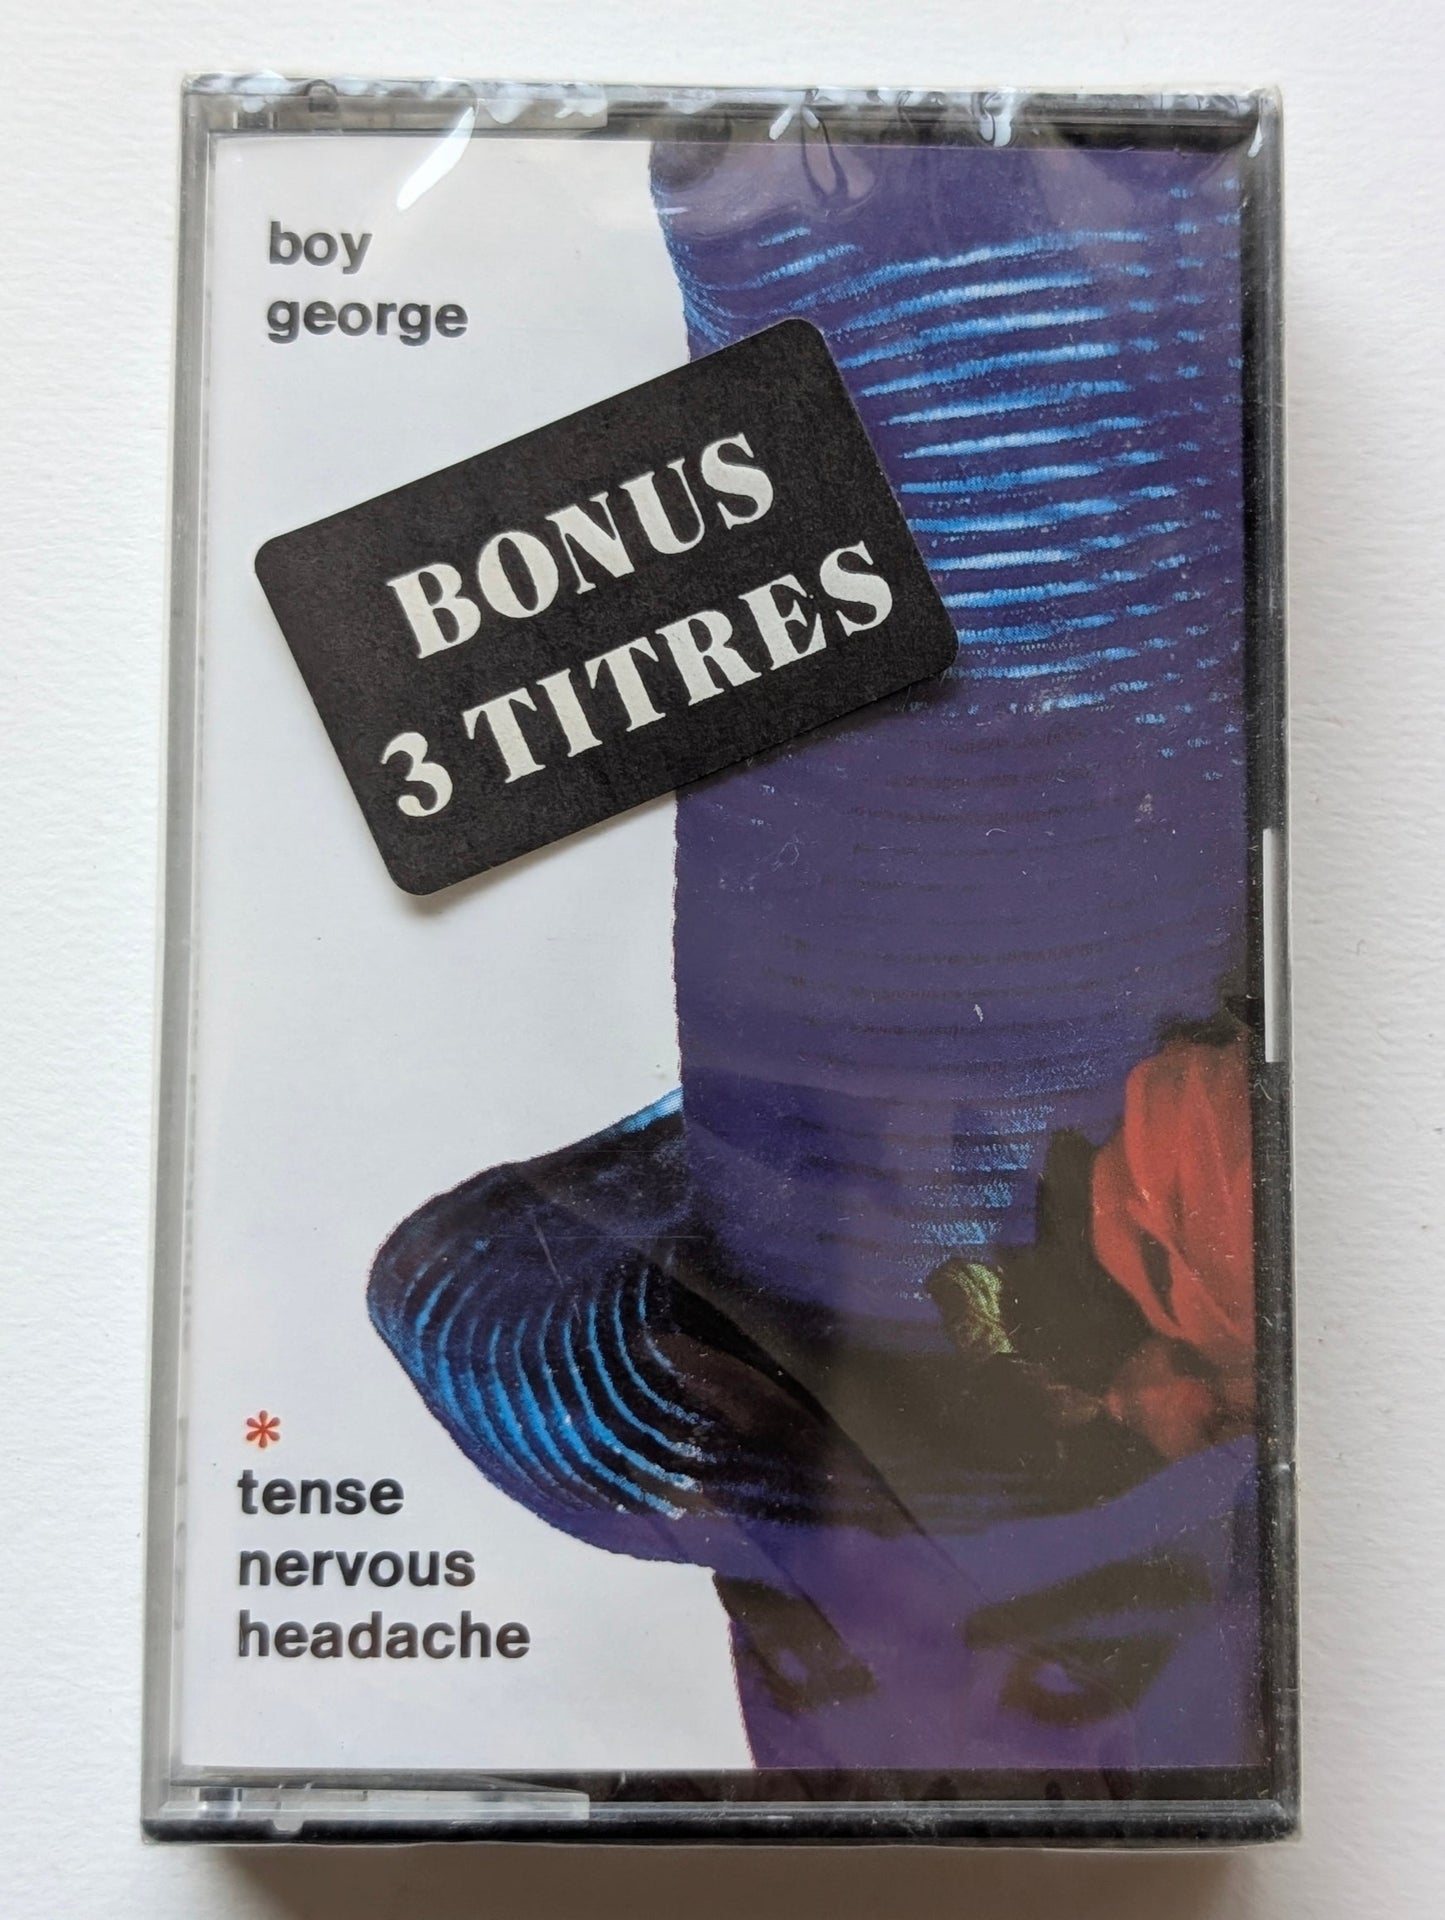 boy
george
BONUS
3 TITRES
*
tense
nervous
headache